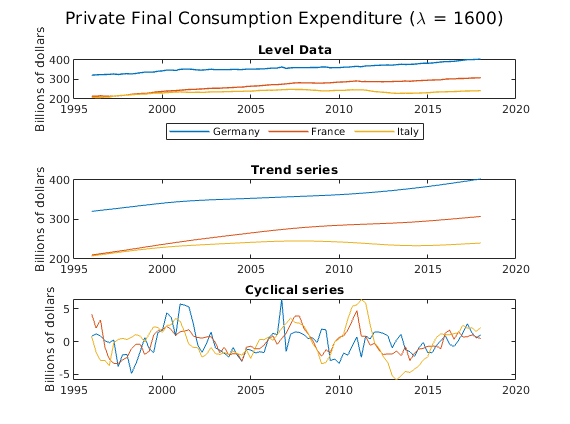 Private Final Consumption Expenditure (λ = 1600)
Level Data
Billions of dollars
400
300
200
1995 2000 2005 2010 2015 2020
Germany France Italy
Trend series
Billions of dollars
400
300
200
1995 2000 2005 2010 2015 2020
Cyclical series
Billions of dollars
5
0
-5
1995 2000 2005 2010 2015 2020